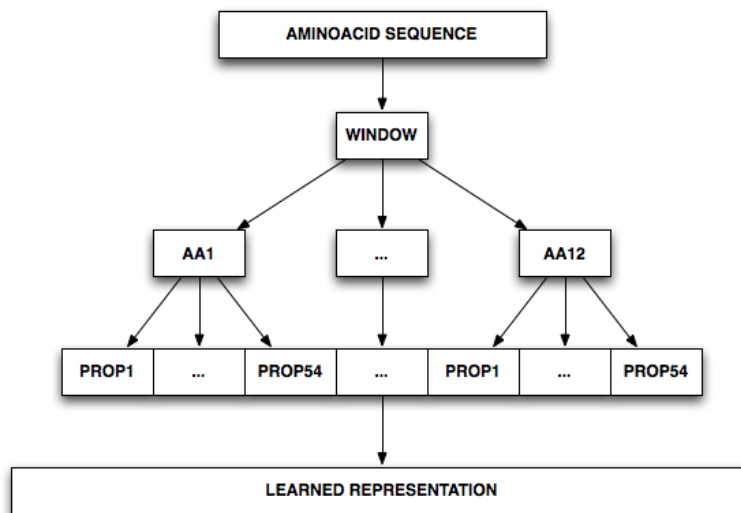 AMINOACID SEQUENCE
WINDOW
AA1 ... AA12
PROP1 ... PROP54 ... PROP1 ... PROP54
LEARNED REPRESENTATION